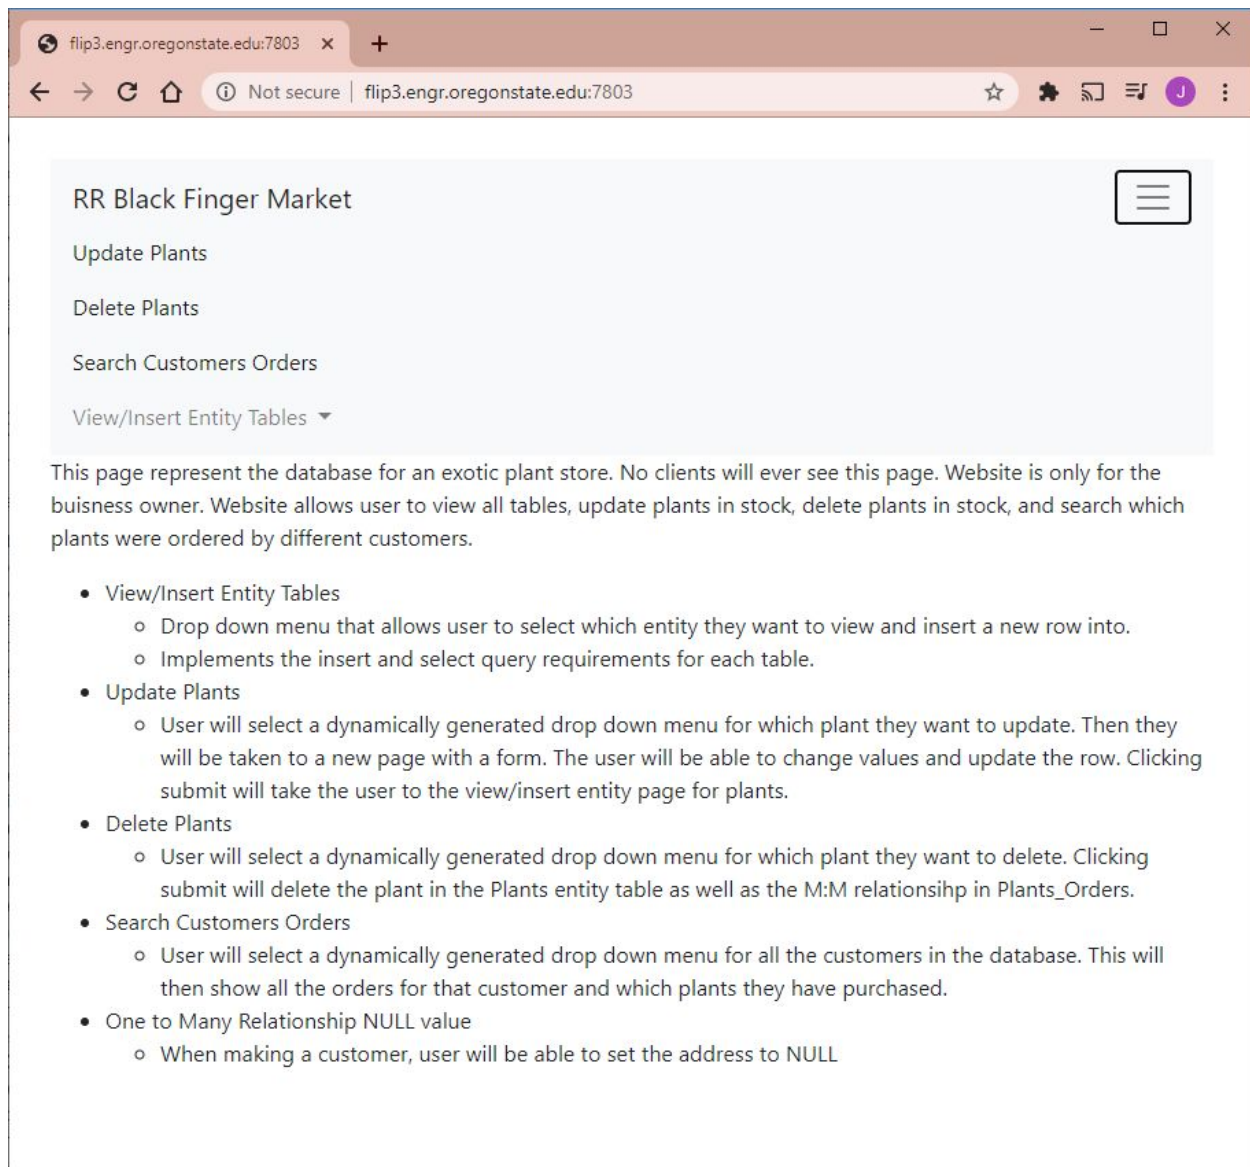 flip3.engr.oregonstate.edu:7803
Not secure | flip3.engr.oregonstate.edu:7803
J
RR Black Finger Market
Update Plants
Delete Plants
Search Customers Orders
View/Insert Entity Tables
This page represent the database for an exotic plant store. No clients will ever see this page. Website is only for the
buisness owner. Website allows user to view all tables, update plants in stock, delete plants in stock, and search which
plants were ordered by different customers.
• View/Insert Entity Tables
◦ Drop down menu that allows user to select which entity they want to view and insert a new row into.
◦ Implements the insert and select query requirements for each table.
• Update Plants
◦ User will select a dynamically generated drop down menu for which plant they want to update. Then they
will be taken to a new page with a form. The user will be able to change values and update the row. Clicking
submit will take the user to the view/insert entity page for plants.
• Delete Plants
◦ User will select a dynamically generated drop down menu for which plant they want to delete. Clicking
submit will delete the plant in the Plants entity table as well as the M:M relationsihp in Plants_Orders.
• Search Customers Orders
◦ User will select a dynamically generated drop down menu for all the customers in the database. This will
then show all the orders for that customer and which plants they have purchased.
• One to Many Relationship NULL value
◦ When making a customer, user will be able to set the address to NULL